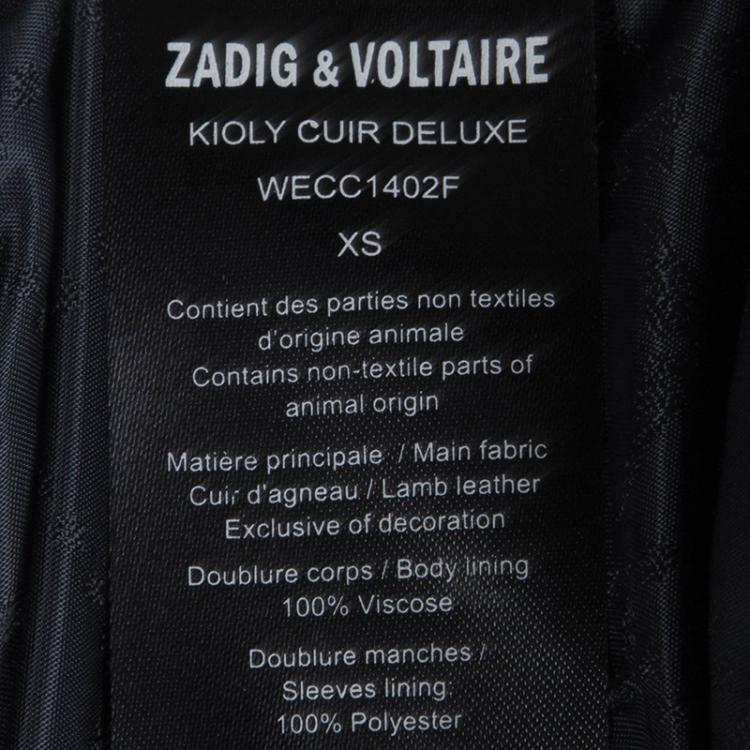 ZADIG & VOLTAIRE
KIOLY CUIR DELUXE
WECC1402F
XS
Contient des parties non textiles
d'origine animale
Contains non-textile parts of
animal origin
Matière principale / Main fabric
Cuir d'agneau / Lamb leather
Exclusive of decoration
Doublure corps / Body lining
100% Viscose
Doublure manches /
Sleeves lining:
100% Polyester